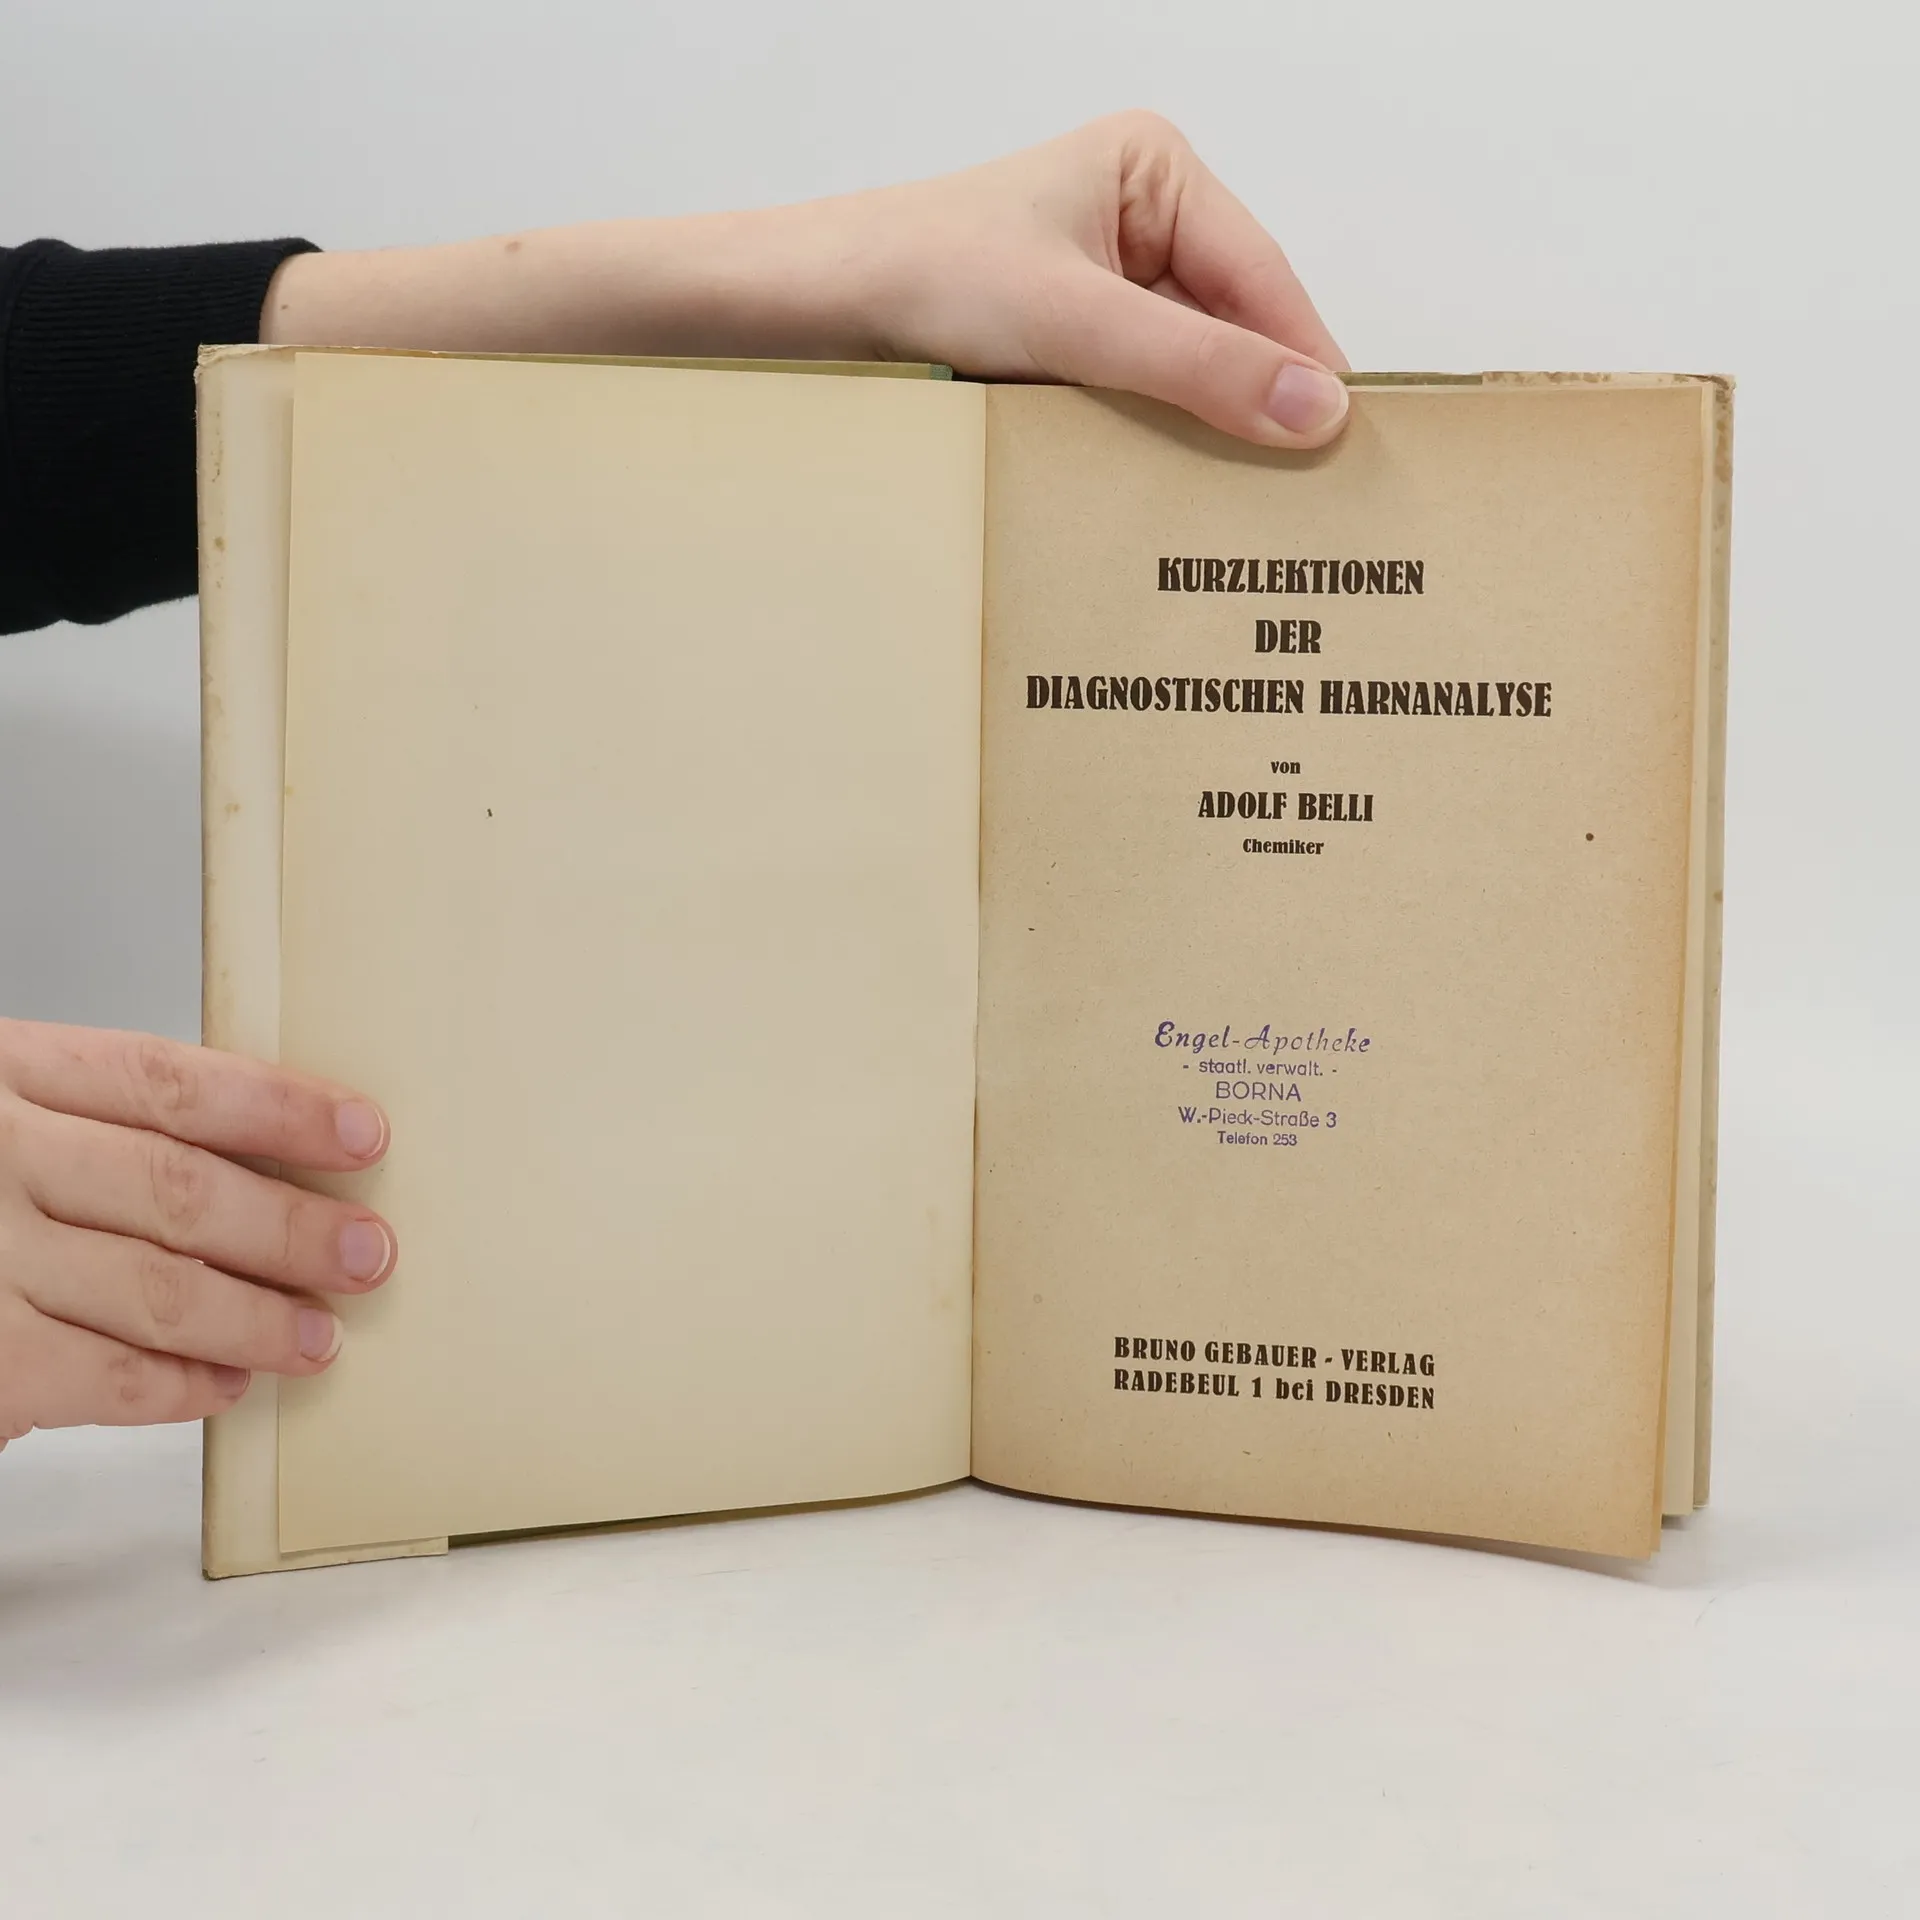 KURZLEKTIONEN
DER
DIAGNOSTISCHEN HARNANALYSE
von
ADOLF BELLI
Chemiker
Engel-Apotheke
- staatl. verwalt. -
BORNA
W.-Pieck-Straße 3
Telefon 253
BRUNO GEBAUER - VERLAG
RADEBEUL 1 bei DRESDEN